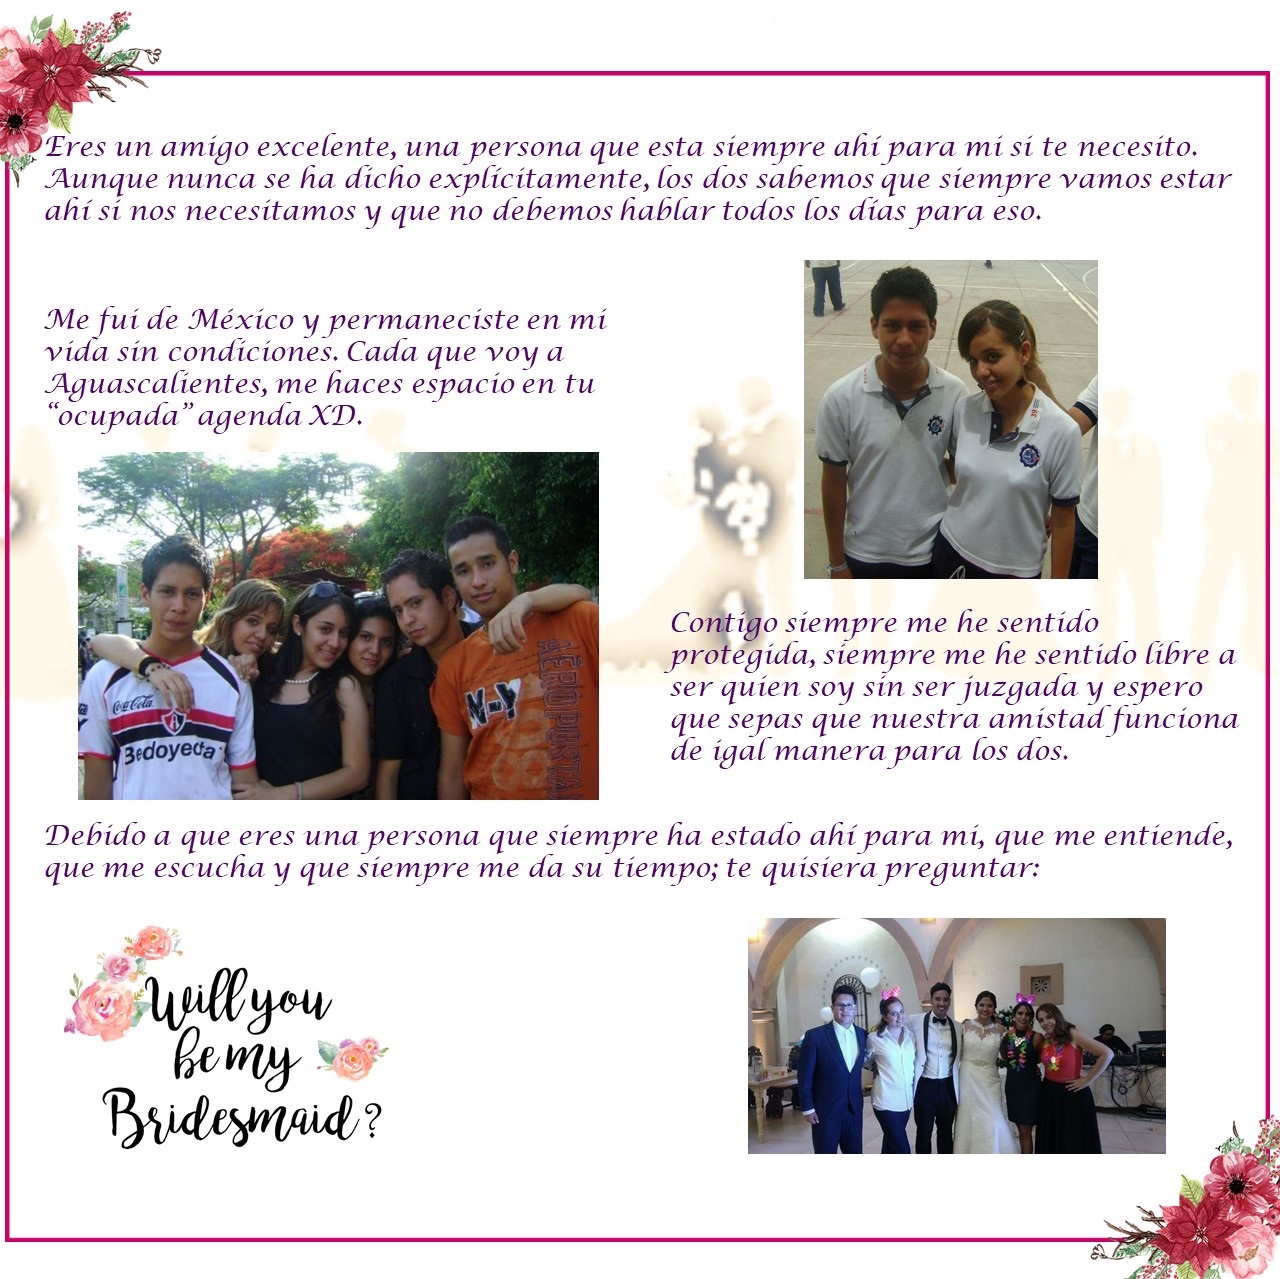 Eres un amigo excelente, una persona que esta siempre ahí para mi si te necesito.
Aunque nunca se ha dicho explícitamente, los dos sabemos que siempre vamos estar
ahí si nos necesitamos y que no debemos hablar todos los días para eso.
Me fui de México y permaneciste en mi
vida sin condiciones. Cada que voy a
Aguascalientes, me haces espacio en tu
“ocupada” agenda XD.
Coca-Cola
Bedoyecta
N-Y
AÉROPOSTAL
Contigo siempre me he sentido
protegida, siempre me he sentido libre a
ser quien soy sin ser juzgada y espero
que sepas que nuestra amistad funciona
de igal manera para los dos.
Debido a que eres una persona que siempre ha estado ahí para mi, que me entiende,
que me escucha y que siempre me da su tiempo; te quisiera preguntar:
Will you
be my
Bridesmaid?